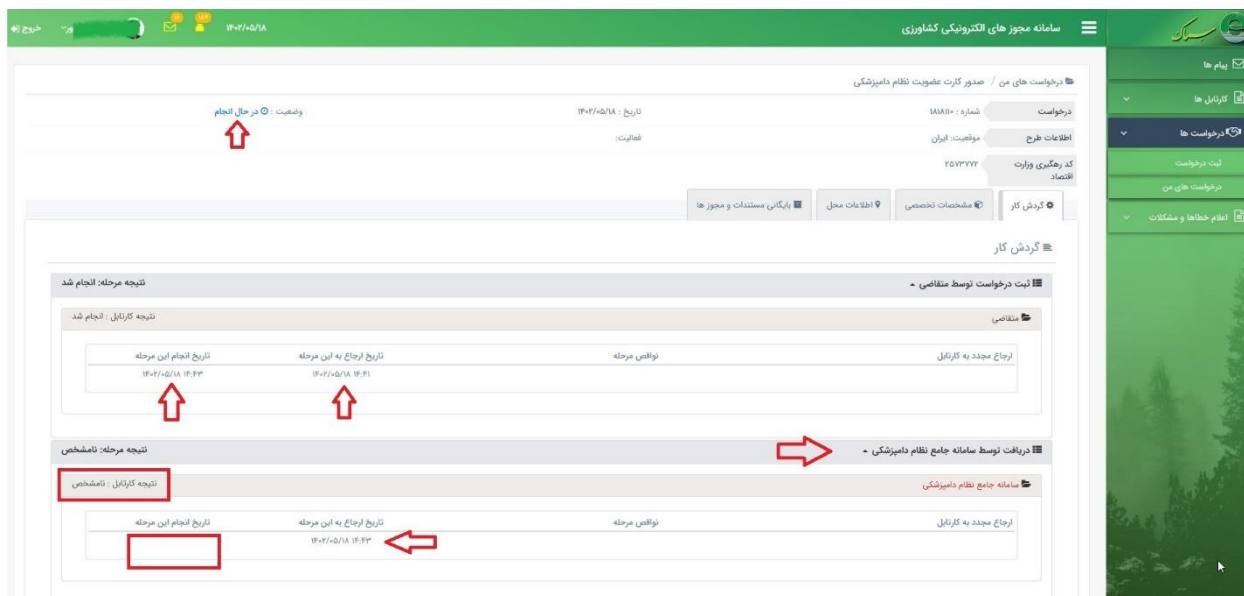 سماک
سامانه مجوز های الکترونیکی کشاورزی
۱۴۰۲/۰۵/۱۸
خروج
پیام ها
کارتابل ها
درخواست ها
ثبت درخواست
درخواست های من
اعلام خطاها و مشکلات
درخواست های من / صدور کارت عضویت نظام دامپزشکی
درخواست شماره : ۱۸۱۸۱۱۰ تاریخ : ۱۴۰۲/۰۵/۱۸ وضعیت : در حال انجام
اطلاعات طرح موقعیت: ایران فعالیت:
کد رهگیری وزارت اقتصاد ۲۵۷۳۷۷۲
گردش کار مشخصات تخصصی اطلاعات محل بایگانی مستندات و مجوز ها
گردش کار
ثبت درخواست توسط متقاضی نتیجه مرحله: انجام شد
متقاضی نتیجه کارتابل : انجام شد
ارجاع مجدد به کارتابل نواقص مرحله تاریخ ارجاع به این مرحله تاریخ انجام این مرحله
۱۴۰۲/۰۵/۱۸ ۱۴:۴۱ ۱۴۰۲/۰۵/۱۸ ۱۴:۴۳
دریافت توسط سامانه جامع نظام دامپزشکی نتیجه مرحله: نامشخص
سامانه جامع نظام دامپزشکی نتیجه کارتابل : نامشخص
ارجاع مجدد به کارتابل نواقص مرحله تاریخ ارجاع به این مرحله تاریخ انجام این مرحله
۱۴۰۲/۰۵/۱۸ ۱۴:۴۳